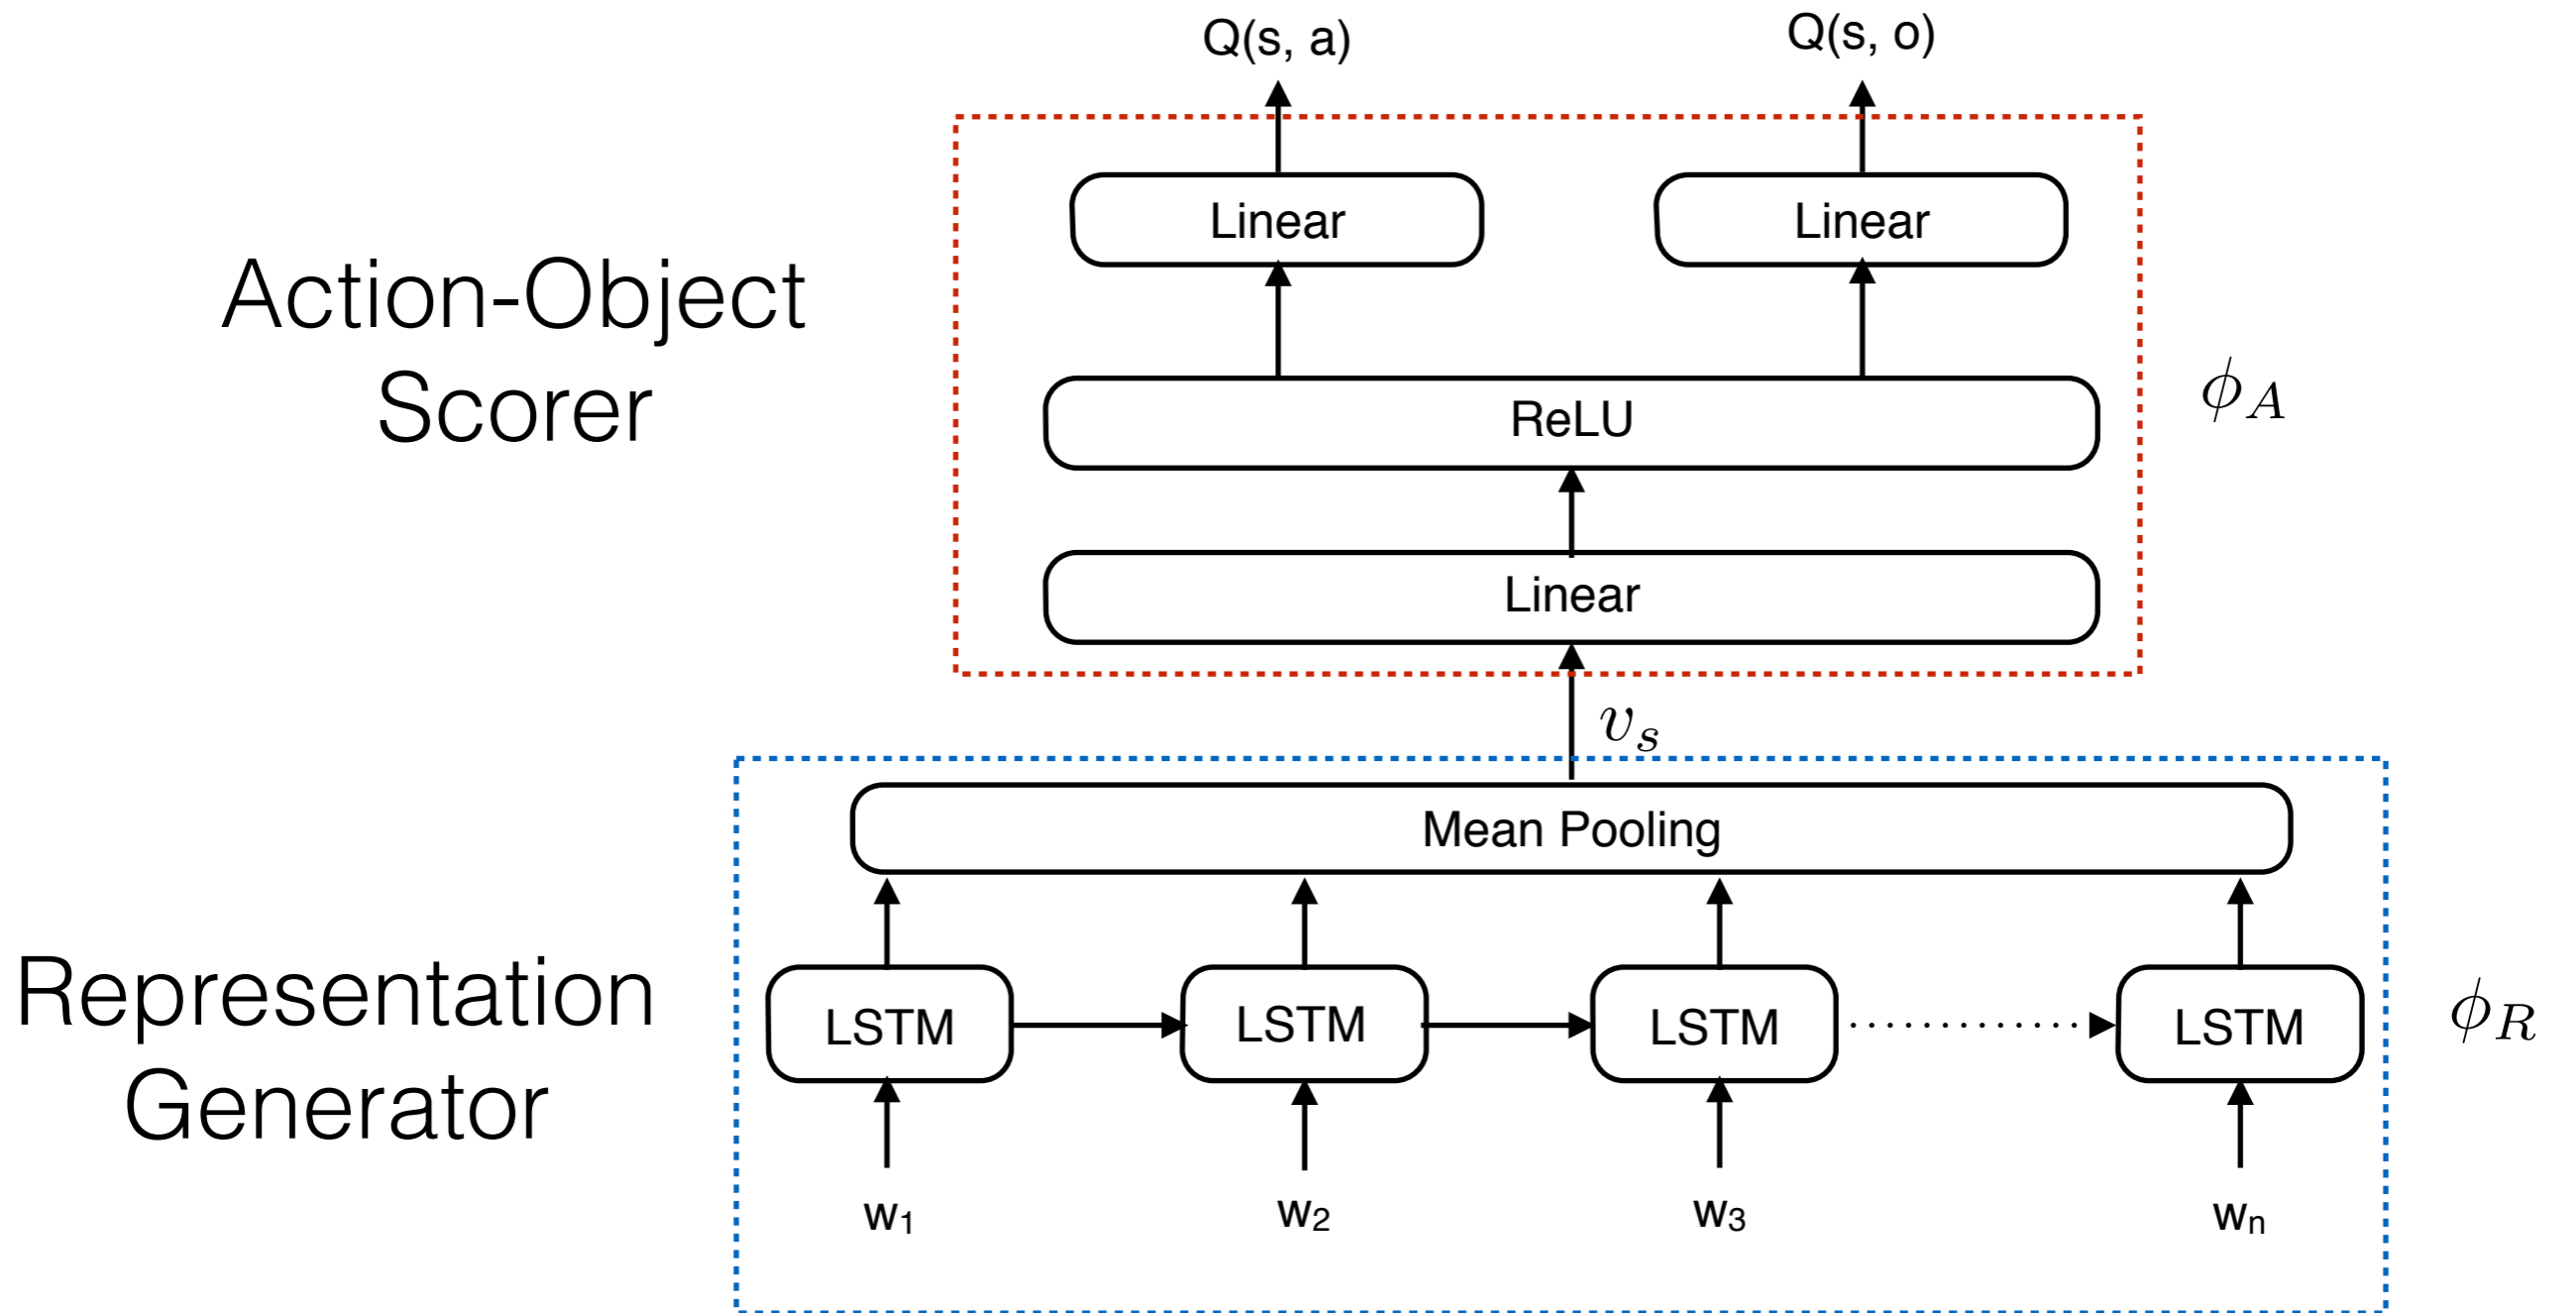 Q(s, a)
Q(s, o)
Linear
Linear
Action-Object
Scorer
ReLU
ϕ_A
Linear
v_s
Mean Pooling
Representation
Generator
LSTM
LSTM
LSTM
LSTM
ϕ_R
w₁
w₂
w₃
wₙ